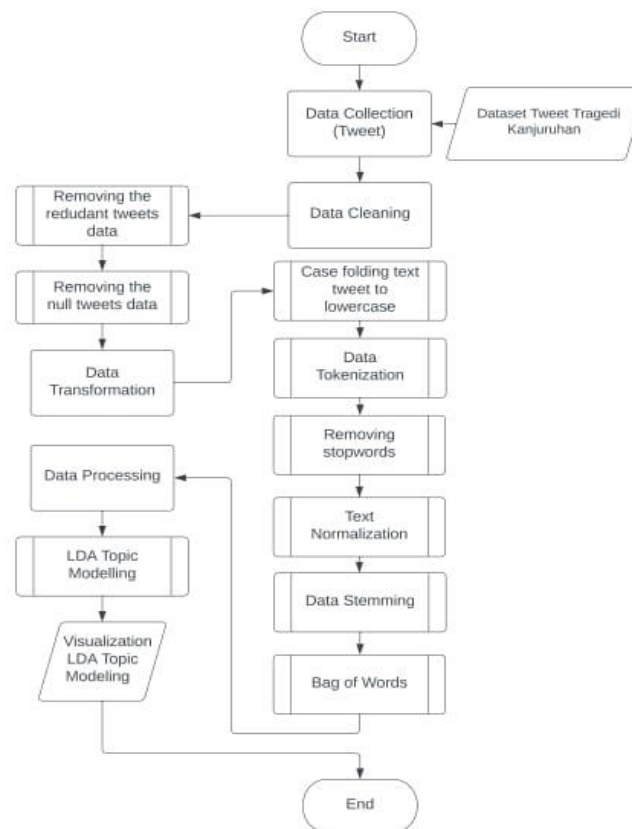 Start
Data Collection
(Tweet)
Dataset Tweet Tragedi
Kanjuruhan
Data Cleaning
Removing the
redudant tweets
data
Removing the
null tweets data
Data
Transformation
Case folding text
tweet to
lowercase
Data
Tokenization
Removing
stopwords
Text
Normalization
Data Stemming
Bag of Words
Data Processing
LDA Topic
Modelling
Visualization
LDA Topic
Modeling
End